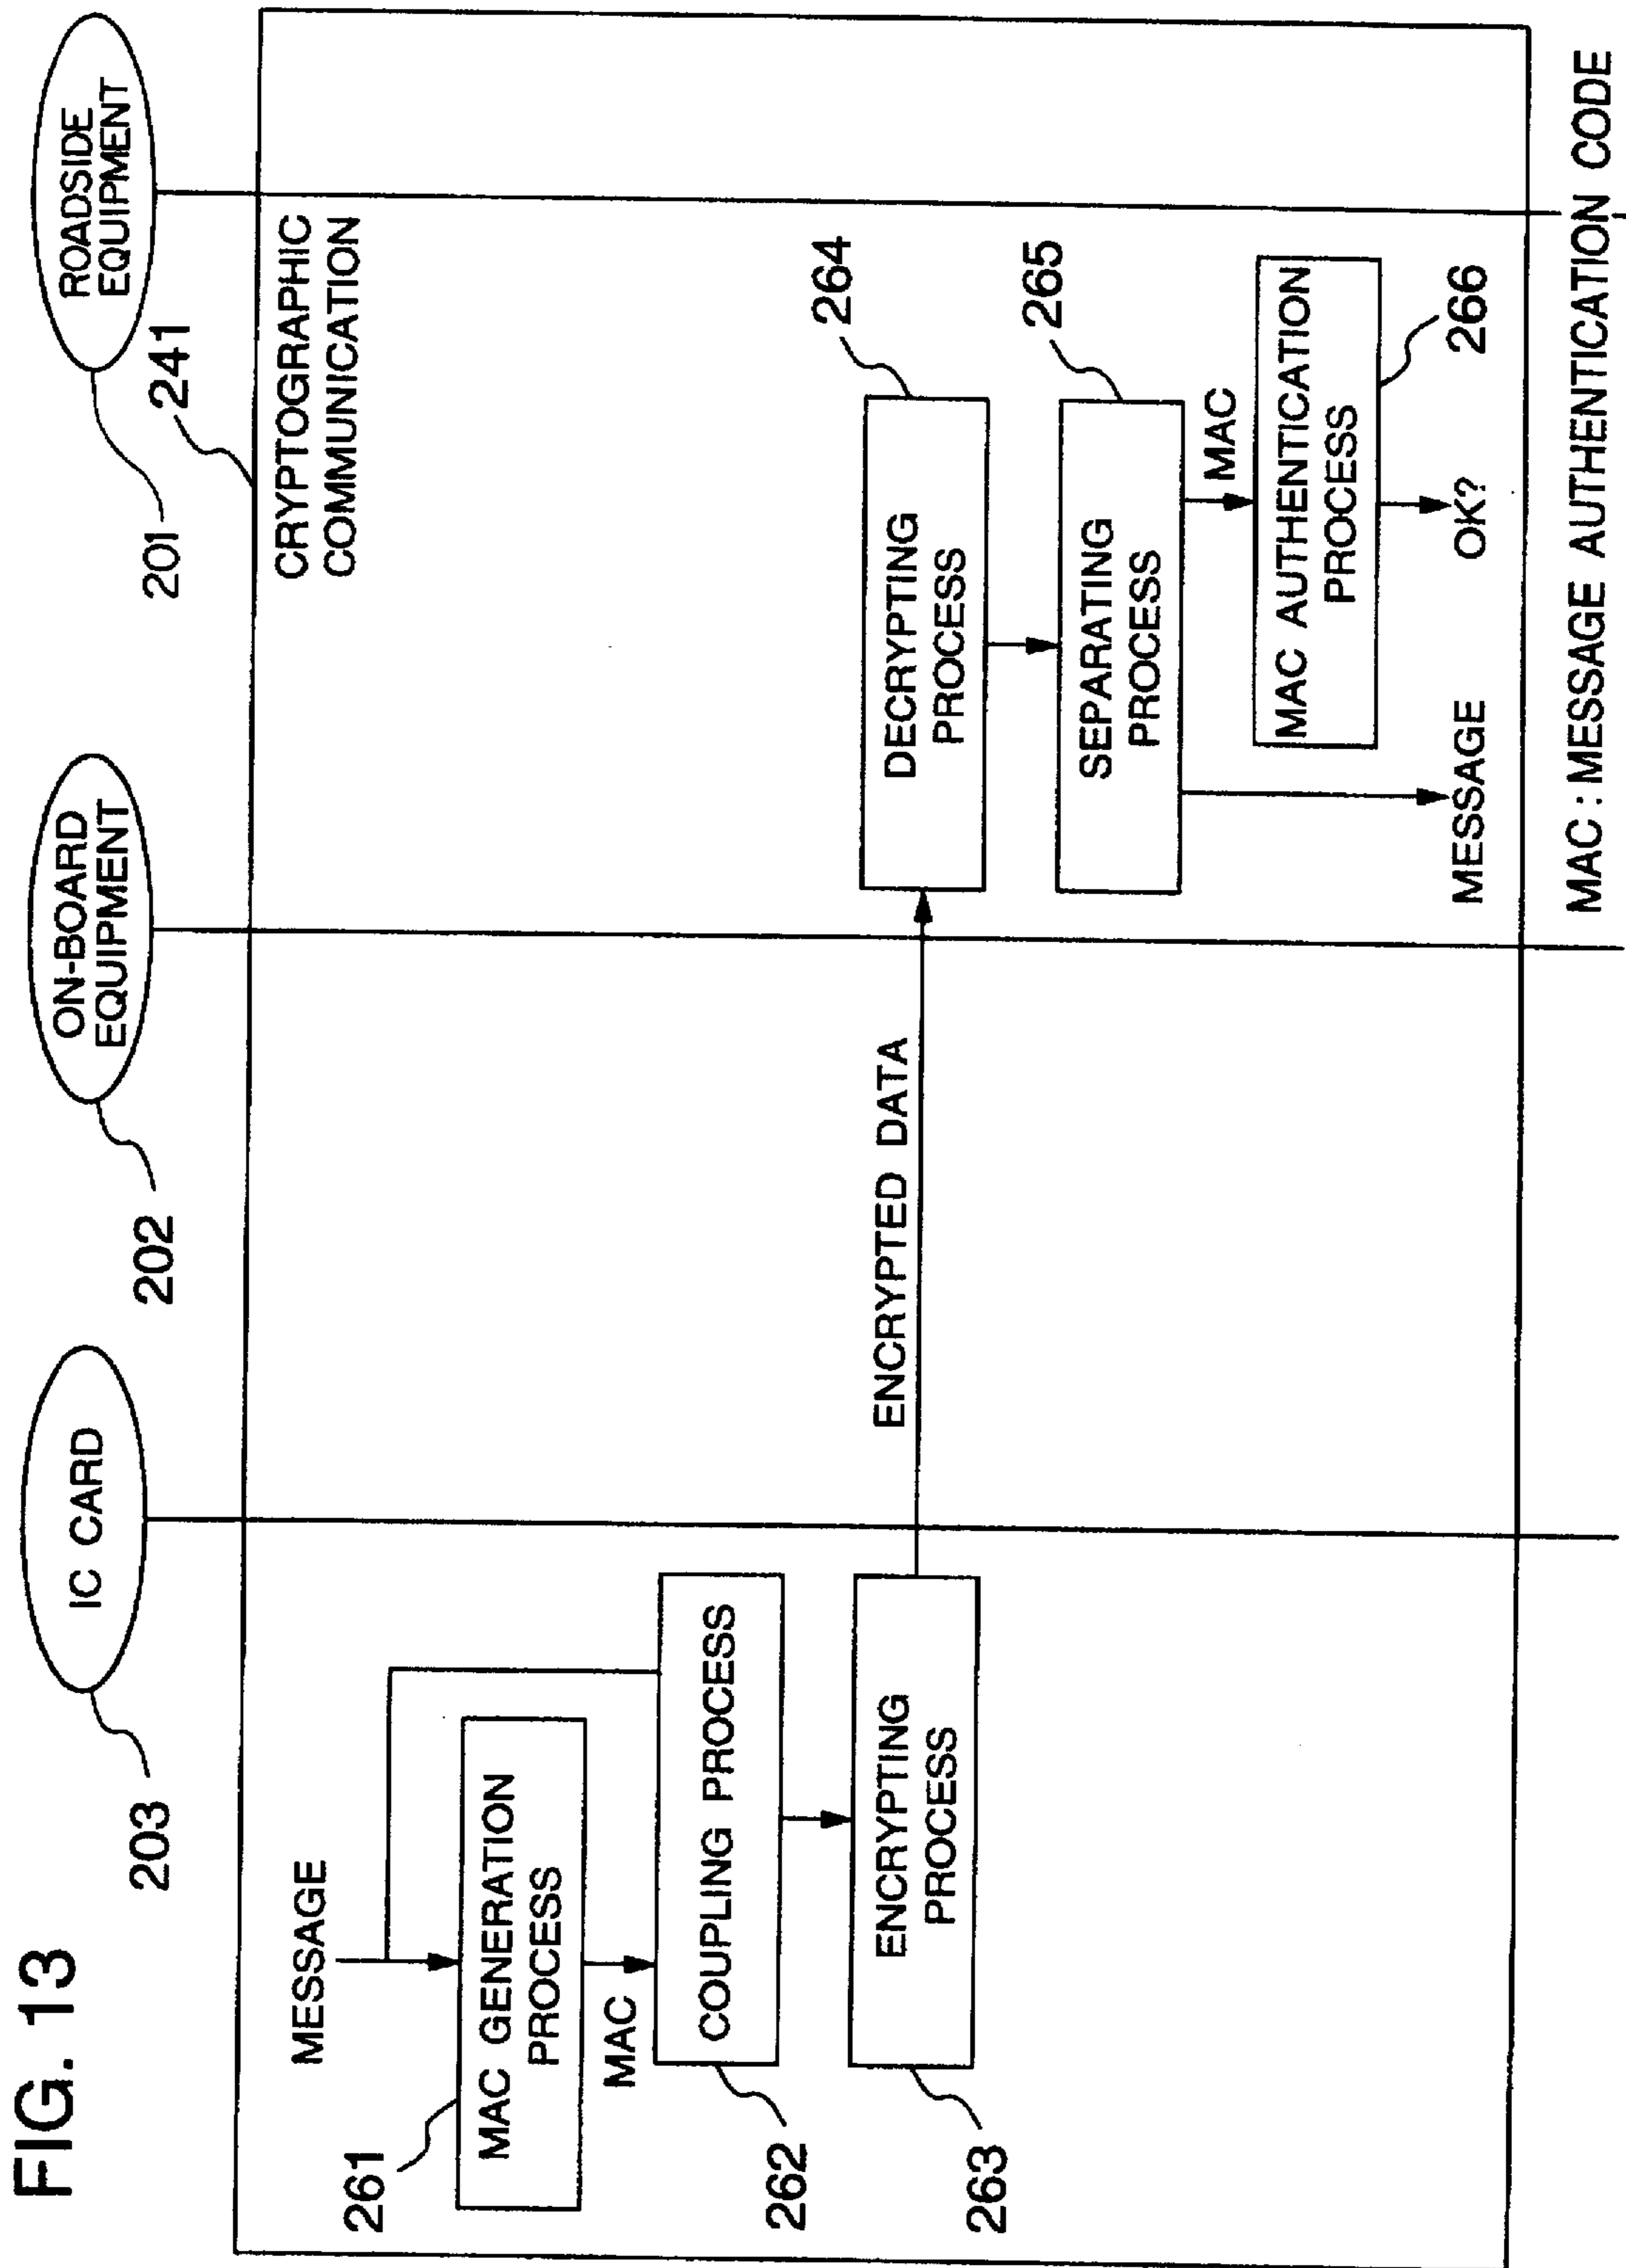 FIG. 13
203
IC CARD
202
ON-BOARD
EQUIPMENT
201
ROADSIDE
EQUIPMENT
241
CRYPTOGRAPHIC
COMMUNICATION
MESSAGE
261
MAC GENERATION
PROCESS
MAC
262
COUPLING PROCESS
263
ENCRYPTING
PROCESS
ENCRYPTED DATA
264
DECRYPTING
PROCESS
265
SEPARATING
PROCESS
MAC
MAC AUTHENTICATION
PROCESS
266
MESSAGE
OK?
MAC : MESSAGE AUTHENTICATION CODE